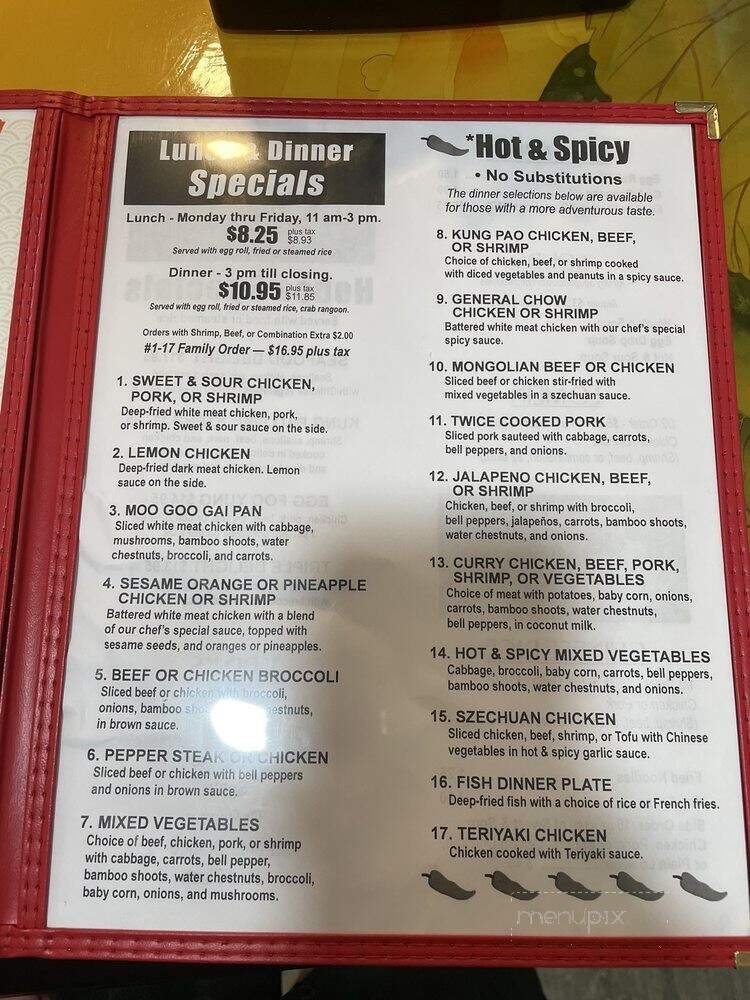 Lunch & Dinner
Specials
Lunch - Monday thru Friday, 11 am-3 pm.
$8.25 plus tax $8.93
Served with egg roll, fried or steamed rice
Dinner - 3 pm till closing.
$10.95 plus tax $11.85
Served with egg roll, fried or steamed rice, crab rangoon.
Orders with Shrimp, Beef, or Combination Extra $2.00
#1-17 Family Order — $16.95 plus tax
1. SWEET & SOUR CHICKEN,
PORK, OR SHRIMP
Deep-fried white meat chicken, pork,
or shrimp. Sweet & sour sauce on the side.
2. LEMON CHICKEN
Deep-fried dark meat chicken. Lemon
sauce on the side.
3. MOO GOO GAI PAN
Sliced white meat chicken with cabbage,
mushrooms, bamboo shoots, water
chestnuts, broccoli, and carrots.
4. SESAME ORANGE OR PINEAPPLE
CHICKEN OR SHRIMP
Battered white meat chicken with a blend
of our chef's special sauce, topped with
sesame seeds, and oranges or pineapples.
5. BEEF OR CHICKEN BROCCOLI
Sliced beef or chicken with broccoli,
onions, bamboo
in brown sauce.
6. PEPPER STEAK OR CHICKEN
Sliced beef or chicken with bell peppers
and onions in brown sauce.
7. MIXED VEGETABLES
Choice of beef, chicken, pork, or shrimp
with cabbage, carrots, bell pepper,
bamboo shoots, water chestnuts, broccoli,
baby corn, onions, and mushrooms.
*Hot & Spicy
• No Substitutions
The dinner selections below are available
for those with a more adventurous taste.
8. KUNG PAO CHICKEN, BEEF,
OR SHRIMP
Choice of chicken, beef, or shrimp cooked
with diced vegetables and peanuts in a spicy sauce.
9. GENERAL CHOW
CHICKEN OR SHRIMP
Battered white meat chicken with our chef's special
spicy sauce.
10. MONGOLIAN BEEF OR CHICKEN
Sliced beef or chicken stir-fried with
mixed vegetables in a szechuan sauce.
11. TWICE COOKED PORK
Sliced pork sauteed with cabbage, carrots,
bell peppers, and onions.
12. JALAPENO CHICKEN, BEEF,
OR SHRIMP
Chicken, beef, or shrimp with broccoli,
bell peppers, jalapeños, carrots, bamboo shoots,
water chestnuts, and onions.
13. CURRY CHICKEN, BEEF, PORK,
SHRIMP, OR VEGETABLES
Choice of meat with potatoes, baby corn, onions,
carrots, bamboo shoots, water chestnuts,
bell peppers, in coconut milk.
14. HOT & SPICY MIXED VEGETABLES
Cabbage, broccoli, baby corn, carrots, bell peppers,
bamboo shoots, water chestnuts, and onions.
15. SZECHUAN CHICKEN
Sliced chicken, beef, shrimp, or Tofu with Chinese
vegetables in hot & spicy garlic sauce.
16. FISH DINNER PLATE
Deep-fried fish with a choice of rice or French fries.
17. TERIYAKI CHICKEN
Chicken cooked with Teriyaki sauce.
menupix